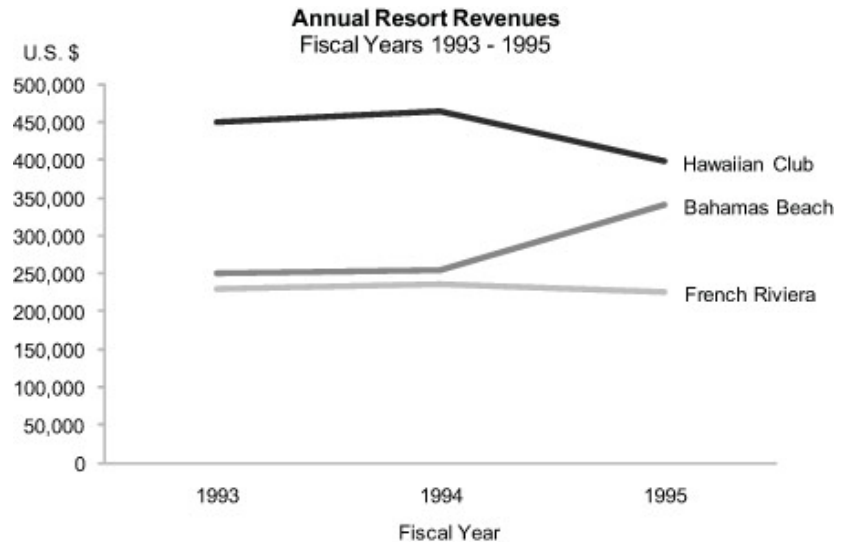 Annual Resort Revenues
Fiscal Years 1993 - 1995
U.S. $
500,000
450,000
400,000
350,000
300,000
250,000
200,000
150,000
100,000
50,000
0
Hawaiian Club
Bahamas Beach
French Riviera
1993 1994 1995
Fiscal Year